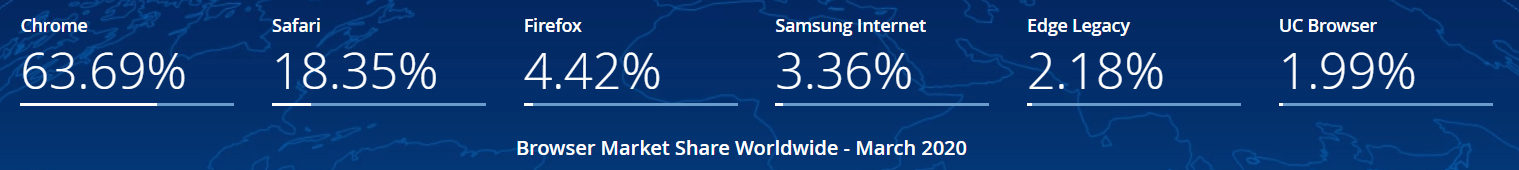 Chrome Safari Firefox Samsung Internet Edge Legacy UC Browser
63.69% 18.35% 4.42% 3.36% 2.18% 1.99%
Browser Market Share Worldwide - March 2020